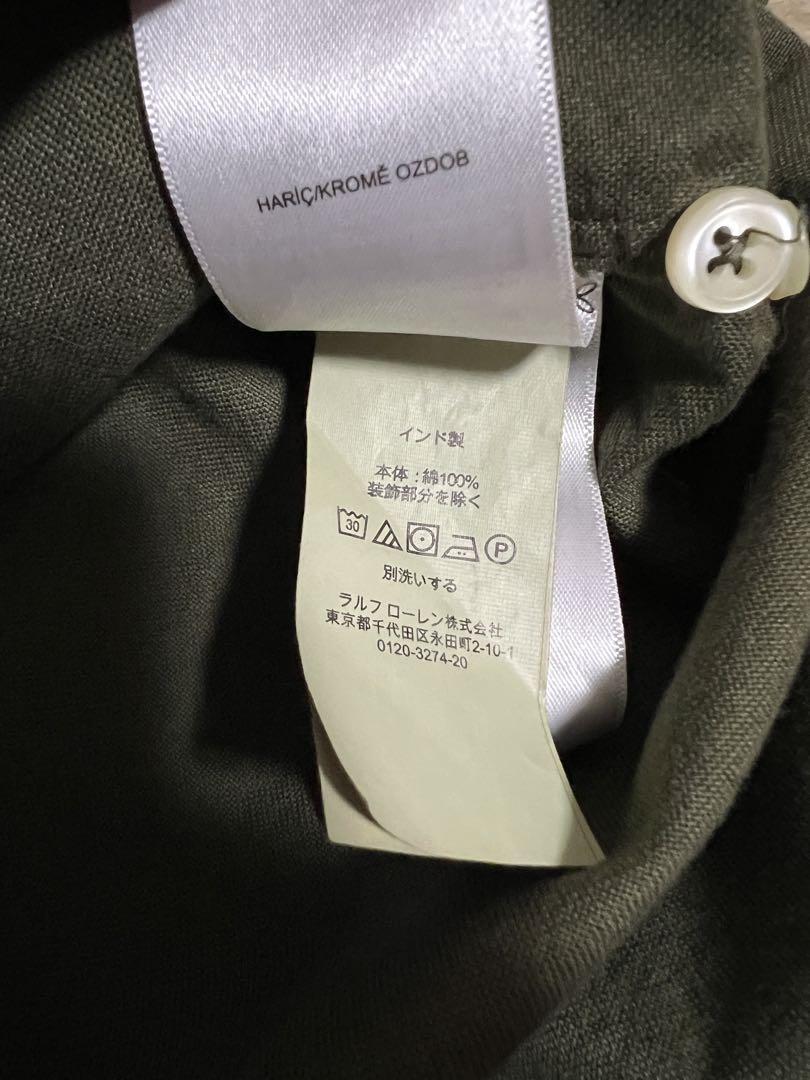 HARİÇ/KROMĚ OZDOB
インド製
本体:綿100%
装飾部分を除く
30
P
別洗いする
ラルフ ローレン株式会社
東京都千代田区永田町2-10-1
0120-3274-20